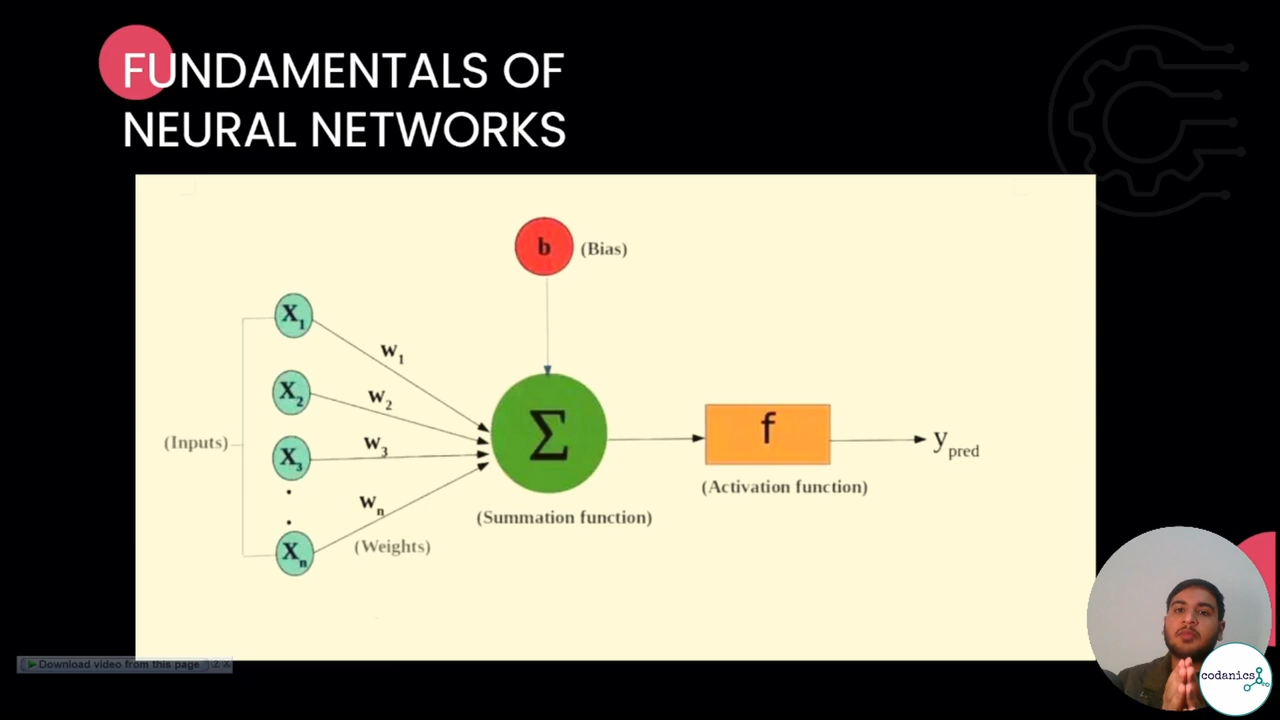 FUNDAMENTALS OF
NEURAL NETWORKS
b (Bias)
X1
w1
X2
w2
(Inputs)
X3
w3
Σ
f
ypred
(Activation function)
wn
(Summation function)
Xn
(Weights)
Download video from this page
codanics